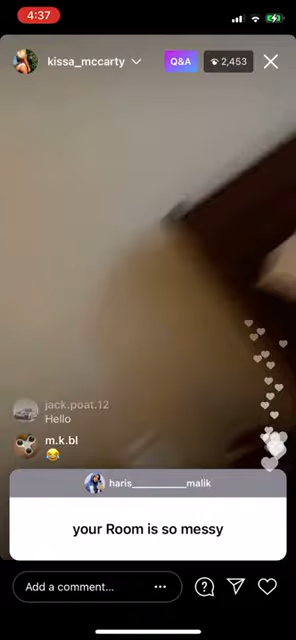 4:37
kissa_mccarty
Q&A
2,453
jack.poat.12
Hello
m.k.bl
😂
haris___________malik
your Room is so messy
Add a comment...